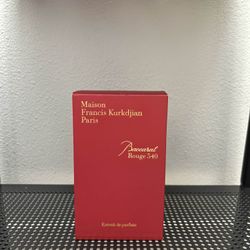 Maison
Francis Kurkdjian
Paris
Baccarat
Rouge 540
Extrait de parfum